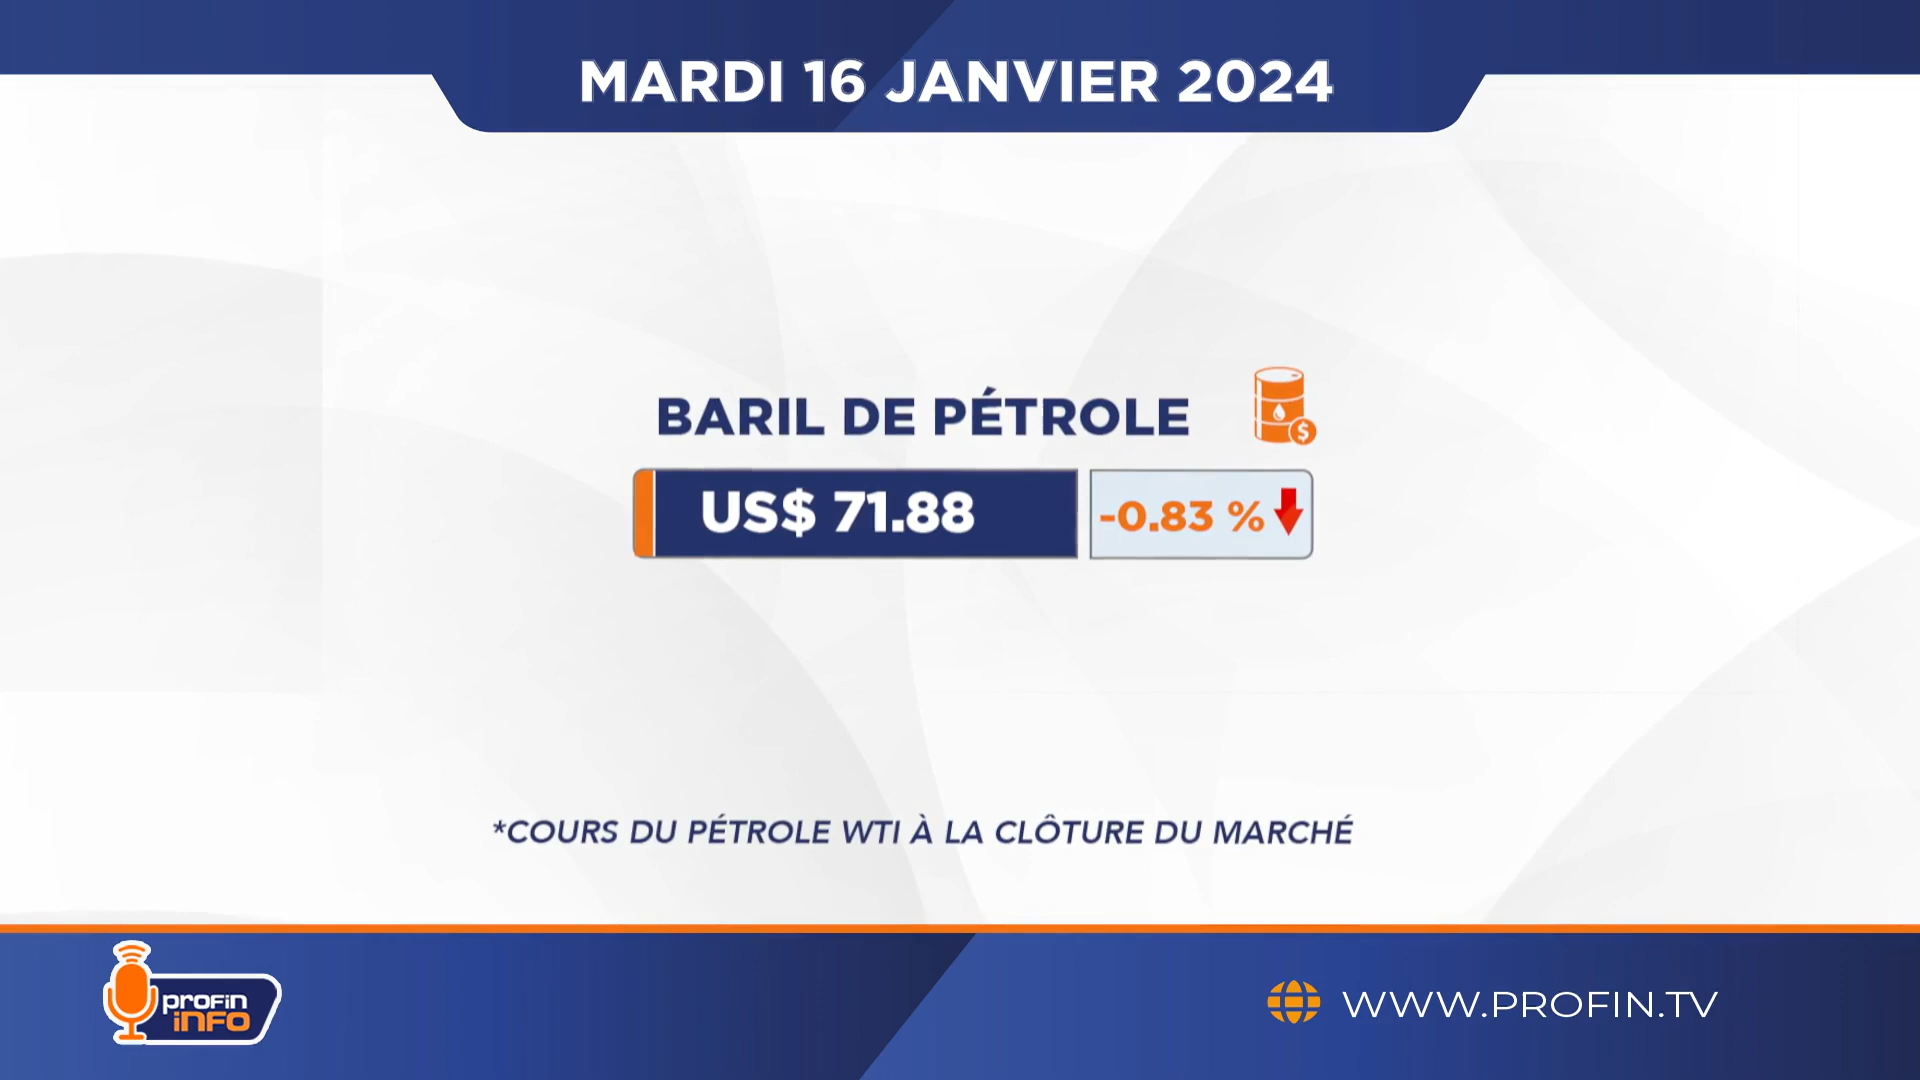 MARDI 16 JANVIER 2024
BARIL DE PÉTROLE
$
US$ 71.88
-0.83 %
*COURS DU PÉTROLE WTI À LA CLÔTURE DU MARCHÉ
profin
info
WWW.PROFIN.TV